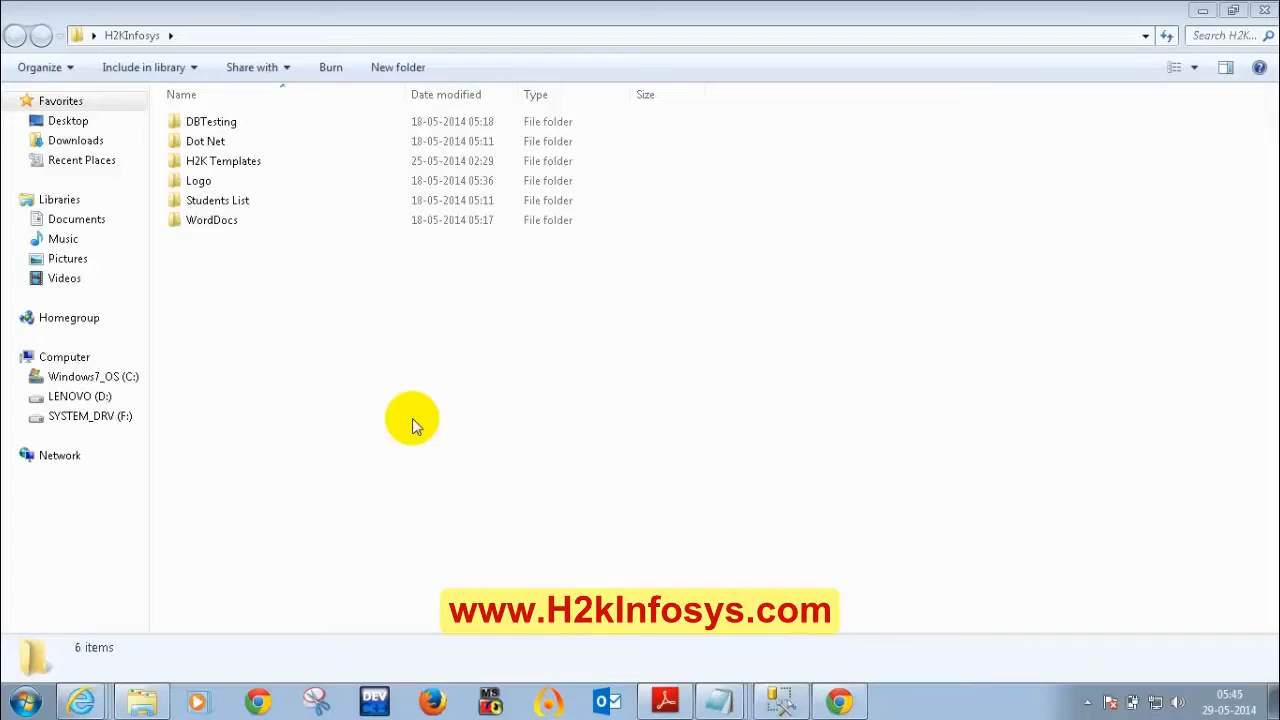 H2KInfosys
Search H2K...
Organize Include in library Share with Burn New folder
Name Date modified Type Size
Favorites
Desktop
Downloads
Recent Places
Libraries
Documents
Music
Pictures
Videos
Homegroup
Computer
Windows7_OS (C:)
LENOVO (D:)
SYSTEM_DRV (F:)
Network
DBTesting 18-05-2014 05:18 File folder
Dot Net 18-05-2014 05:11 File folder
H2K Templates 25-05-2014 02:29 File folder
Logo 18-05-2014 05:36 File folder
Students List 18-05-2014 05:11 File folder
WordDocs 18-05-2014 05:17 File folder
www.H2kInfosys.com
6 items
DEV
MS
05:45
29-05-2014